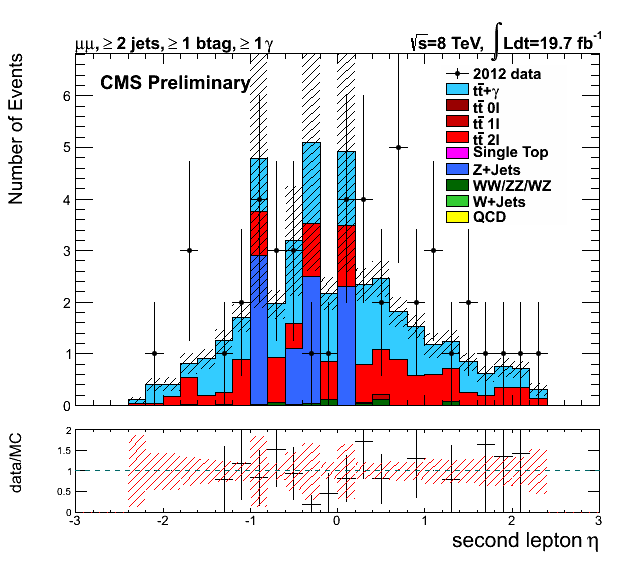 μμ, ≥ 2 jets, ≥ 1 btag, ≥ 1 γ
√s=8 TeV, ∫ Ldt=19.7 fb⁻¹
CMS Preliminary
Number of Events
2012 data
tt̄+γ
tt̄ 0l
tt̄ 1l
tt̄ 2l
Single Top
Z+Jets
WW/ZZ/WZ
W+Jets
QCD
6
5
4
3
2
1
0
data/MC
2
1.5
1
0.5
0
-3 -2 -1 0 1 2 3
second lepton η